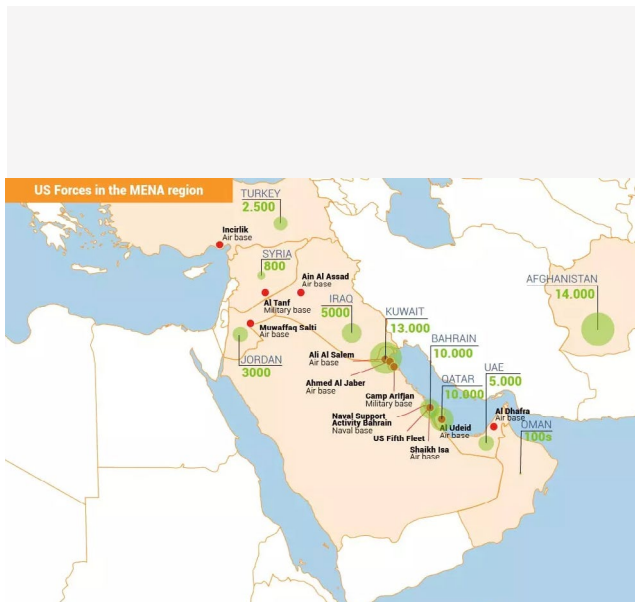 US Forces in the MENA region
TURKEY
2.500
Incirlik
Air base
SYRIA
800
Ain Al Assad
Air base
AFGHANISTAN
14.000
Al Tanf
Military base
IRAQ
5000
KUWAIT
13.000
Muwaffaq Salti
Air base
JORDAN
3000
BAHRAIN
10.000
Ali Al Salem
Air base
UAE
5.000
QATAR
10.000
Ahmed Al Jaber
Air base
Camp Arifjan
Military base
Naval Support
Activity Bahrain
Naval base
Al Dhafra
Air base
OMAN
100s
Al Udeid
Air base
US Fifth Fleet
Shaikh Isa
Air base